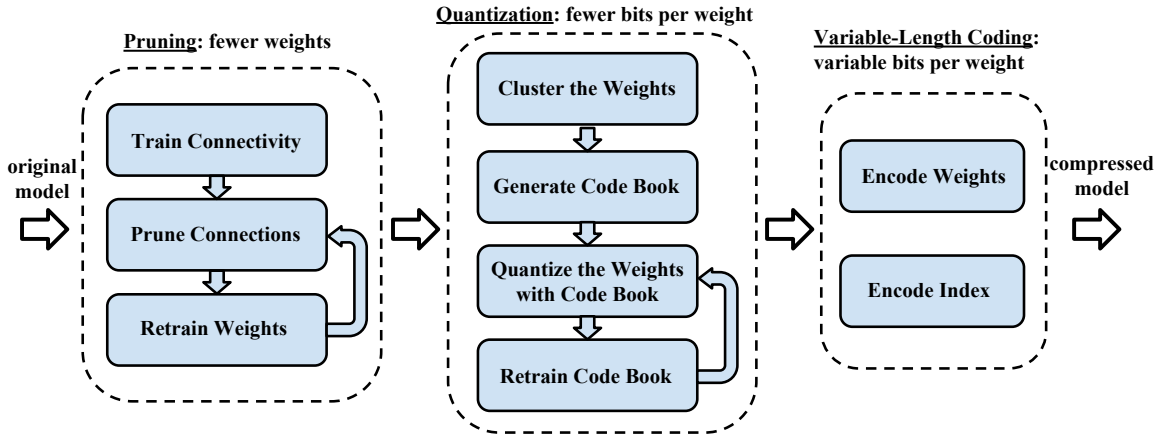 original
model
Pruning: fewer weights
Train Connectivity
Prune Connections
Retrain Weights
Quantization: fewer bits per weight
Cluster the Weights
Generate Code Book
Quantize the Weights
with Code Book
Retrain Code Book
Variable-Length Coding:
variable bits per weight
Encode Weights
Encode Index
compressed
model